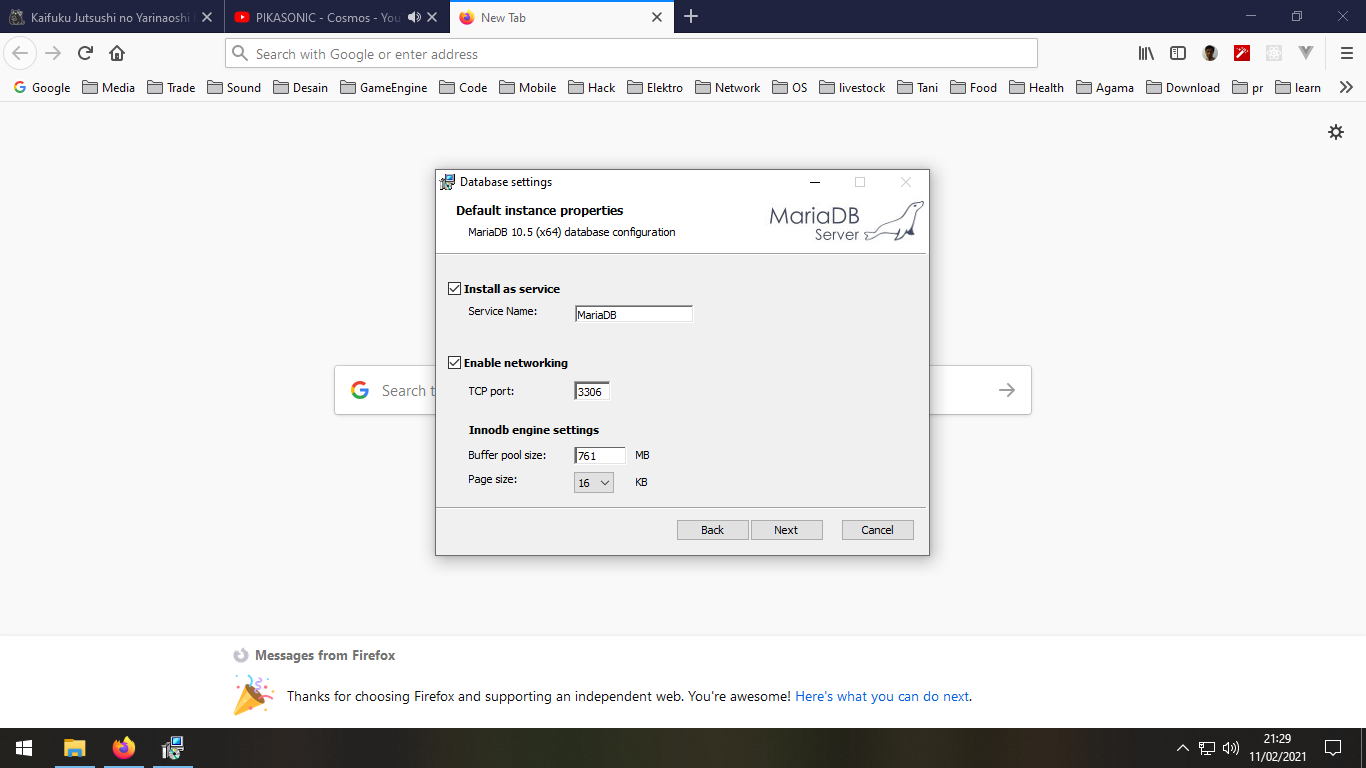 Kaifuku Jutsushi no Yarinaoshi
PIKASONIC - Cosmos - You
New Tab
Search with Google or enter address
Google Media Trade Sound Desain GameEngine Code Mobile Hack Elektro Network OS livestock Tani Food Health Agama Download pr learn
Database settings
Default instance properties
MariaDB 10.5 (x64) database configuration
MariaDB
Server
Install as service
Service Name: MariaDB
Enable networking
TCP port: 3306
Search t
Innodb engine settings
Buffer pool size: 761 MB
Page size: 16 KB
Back Next Cancel
Messages from Firefox
Thanks for choosing Firefox and supporting an independent web. You're awesome! Here's what you can do next.
21:29
11/02/2021